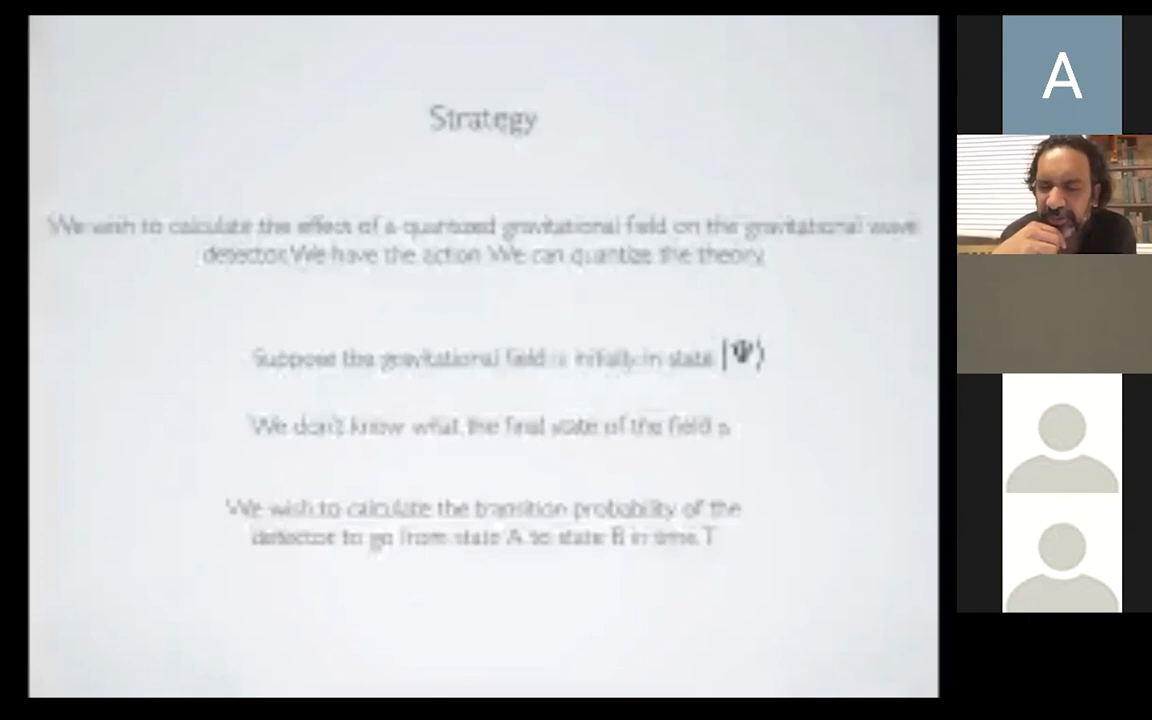 Strategy
We wish to calculate the effect of a quantized gravitational field on the gravitational wave
detector. We have the action. We can quantize the theory.
Suppose the gravitational field is initially in state |Ψ⟩
We don't know what the final state of the field is
We wish to calculate the transition probability of the
detector to go from state A to state B in time T
A